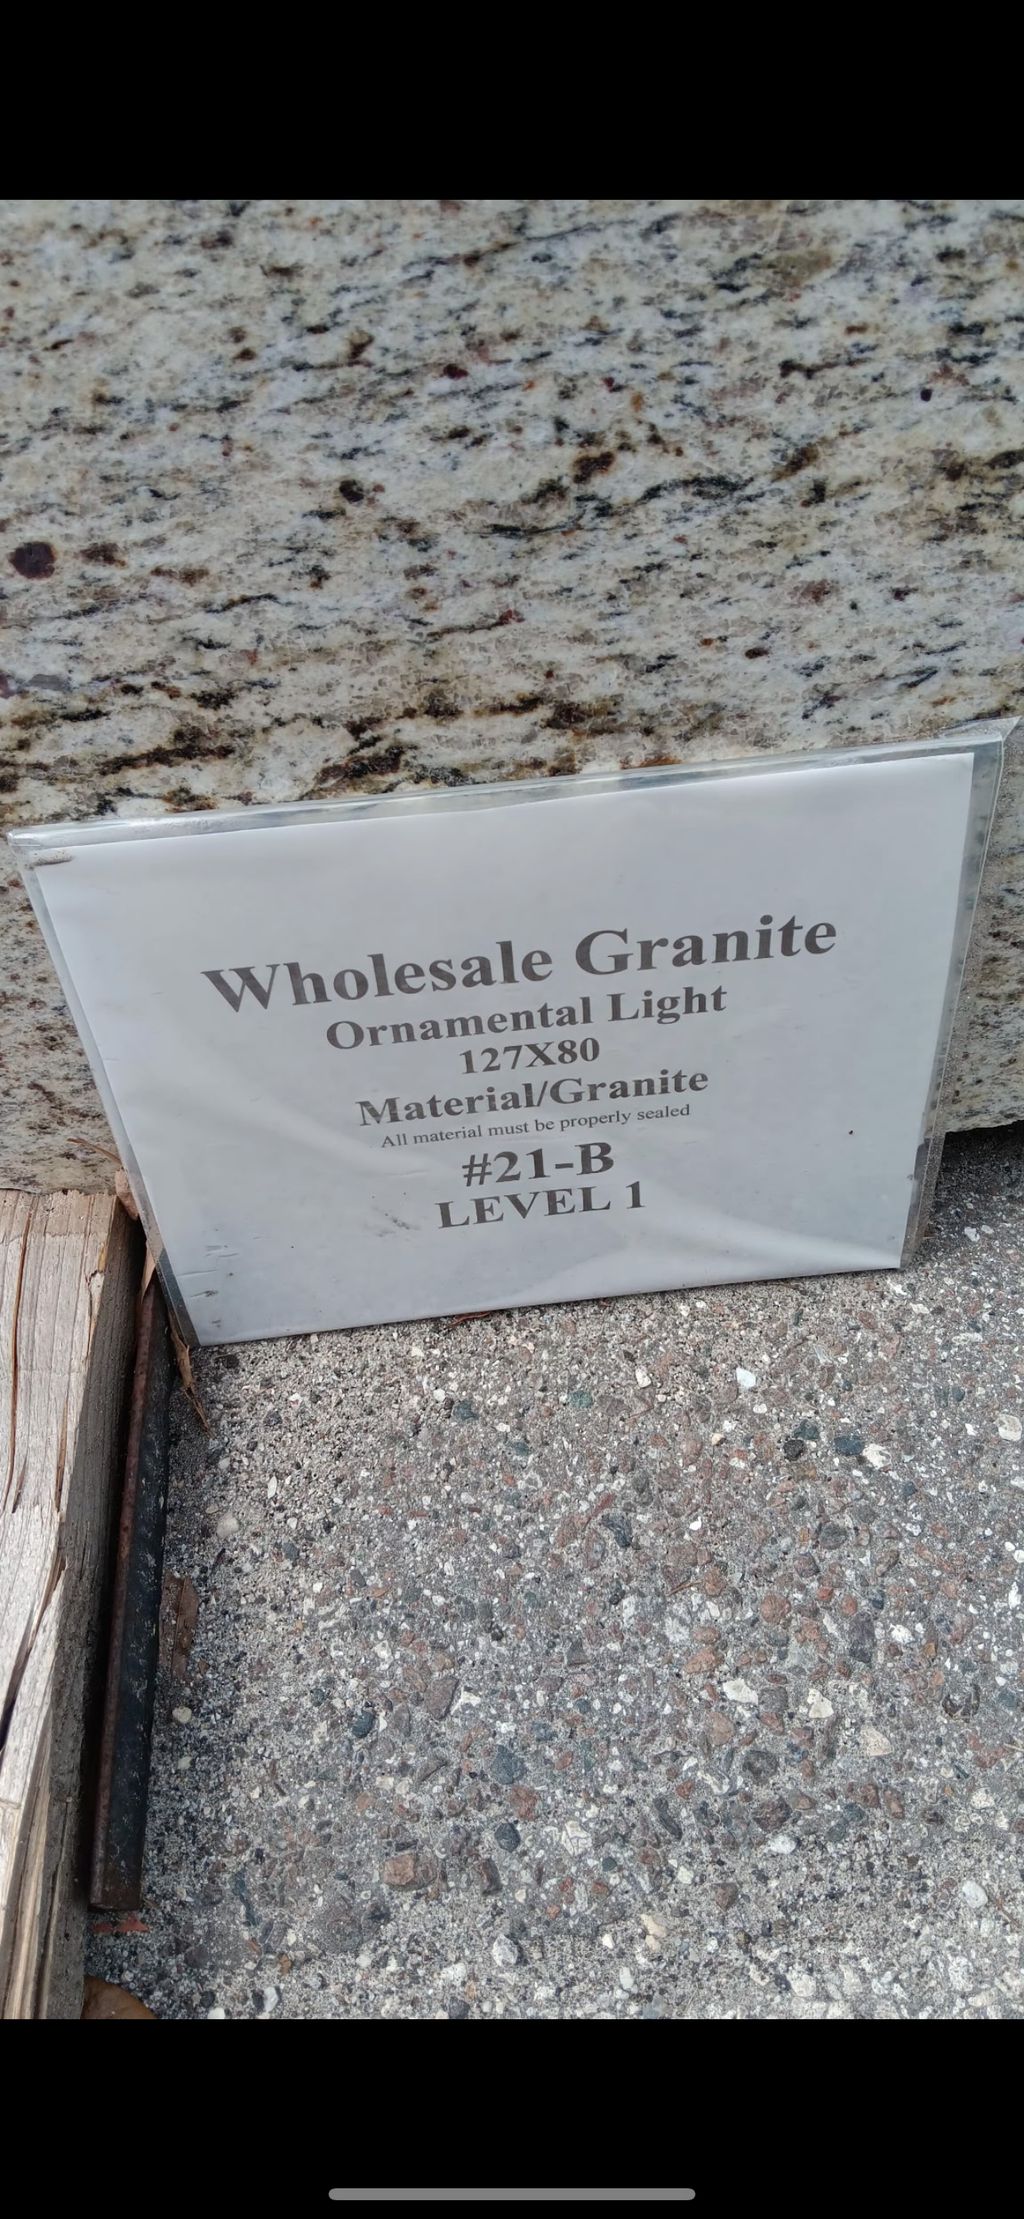 Wholesale Granite
Ornamental Light
127X80
Material/Granite
All material must be properly sealed
#21-B
LEVEL 1